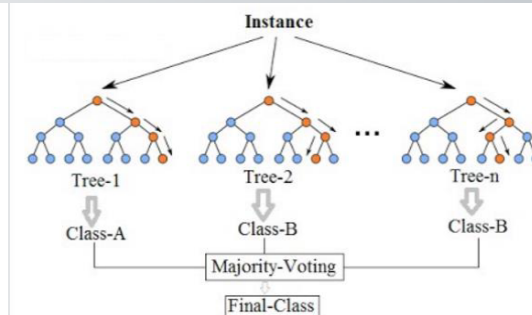 Instance
...
Tree-1
Tree-2
Tree-n
Class-A
Class-B
Class-B
Majority-Voting
Final-Class